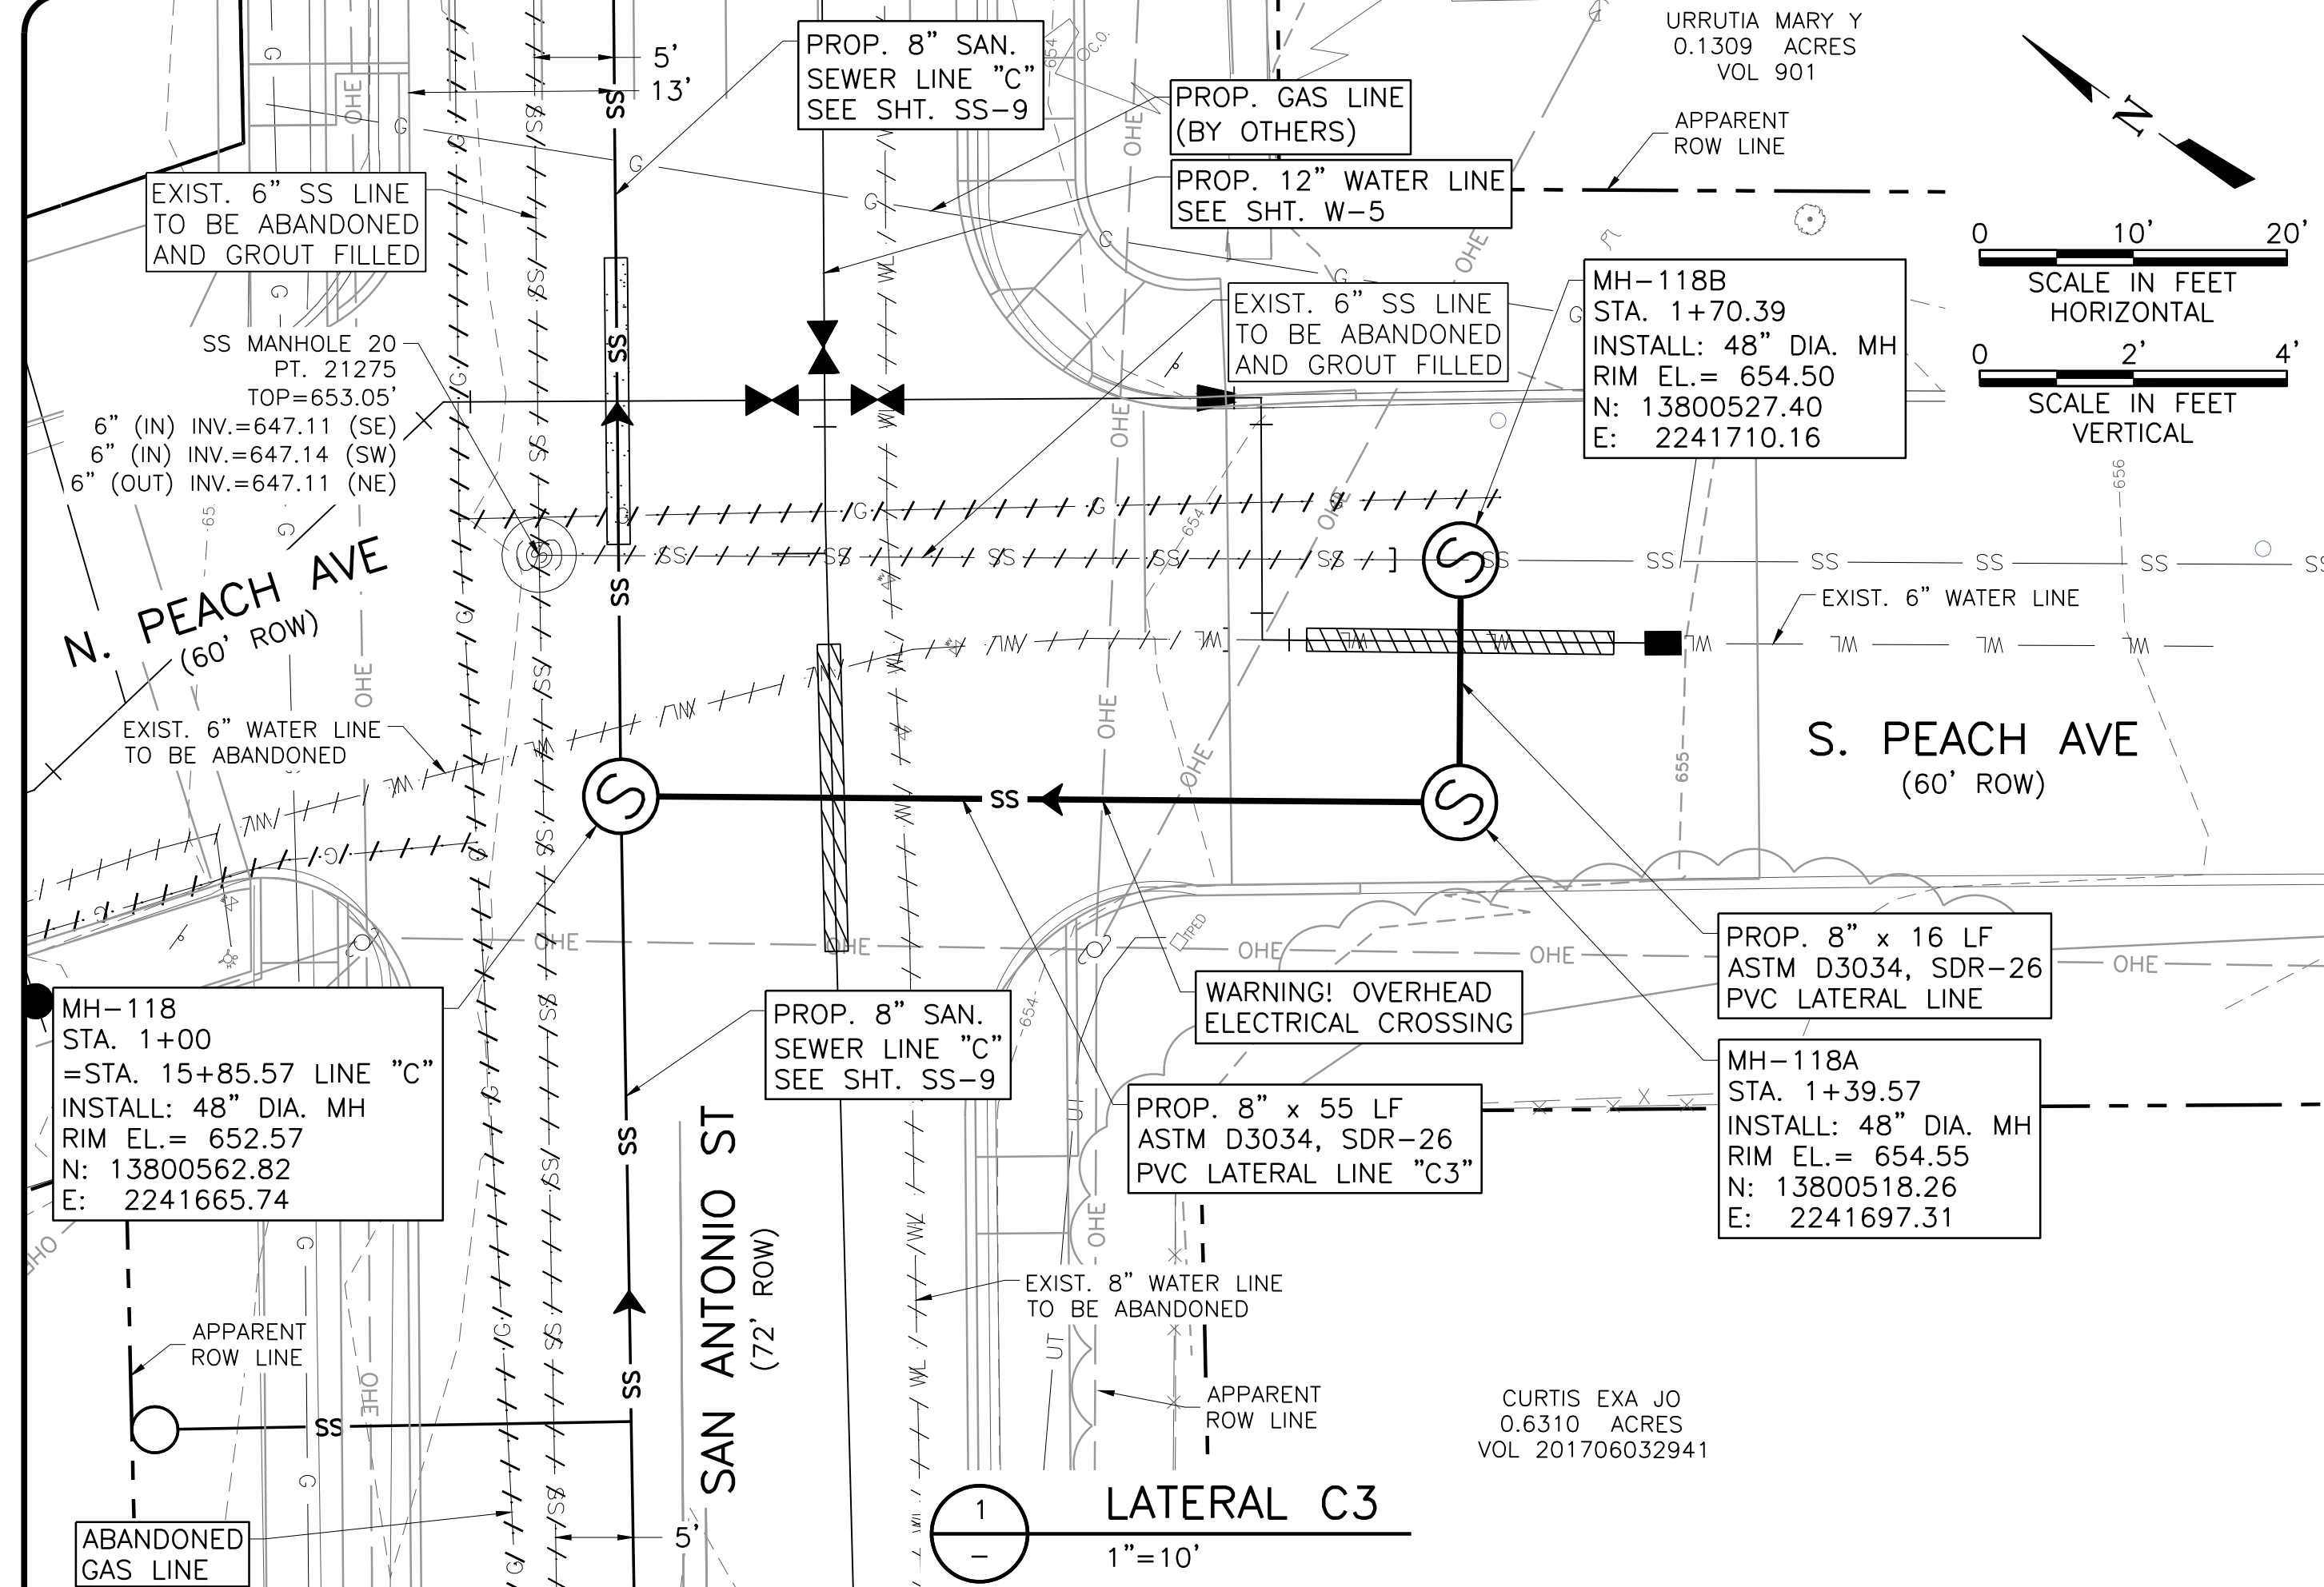 URRUTIA MARY Y
0.1309 ACRES
VOL 901
APPARENT
ROW LINE
N
0 10' 20'
SCALE IN FEET
HORIZONTAL
0 2' 4'
SCALE IN FEET
VERTICAL
5'
13'
PROP. 8" SAN.
SEWER LINE "C"
SEE SHT. SS-9
C.O.
PROP. GAS LINE
(BY OTHERS)
PROP. 12" WATER LINE
SEE SHT. W-5
EXIST. 6" SS LINE
TO BE ABANDONED
AND GROUT FILLED
EXIST. 6" SS LINE
TO BE ABANDONED
AND GROUT FILLED
MH-118B
STA. 1+70.39
INSTALL: 48" DIA. MH
RIM EL.= 654.50
N: 13800527.40
E: 2241710.16
SS MANHOLE 20
PT. 21275
TOP=653.05'
6" (IN) INV.=647.11 (SE)
6" (IN) INV.=647.14 (SW)
6" (OUT) INV.=647.11 (NE)
N. PEACH AVE
(60' ROW)
654
654
655
656
EXIST. 6" WATER LINE
EXIST. 6" WATER LINE
TO BE ABANDONED
S. PEACH AVE
(60' ROW)
SS
OHE
G
WL
TPED
UT
654
MH-118
STA. 1+00
=STA. 15+85.57 LINE "C"
INSTALL: 48" DIA. MH
RIM EL.= 652.57
N: 13800562.82
E: 2241665.74
PROP. 8" SAN.
SEWER LINE "C"
SEE SHT. SS-9
WARNING! OVERHEAD
ELECTRICAL CROSSING
PROP. 8" x 16 LF
ASTM D3034, SDR-26
PVC LATERAL LINE
PROP. 8" x 55 LF
ASTM D3034, SDR-26
PVC LATERAL LINE "C3"
MH-118A
STA. 1+39.57
INSTALL: 48" DIA. MH
RIM EL.= 654.55
N: 13800518.26
E: 2241697.31
SAN ANTONIO ST
(72' ROW)
EXIST. 8" WATER LINE
TO BE ABANDONED
APPARENT
ROW LINE
APPARENT
ROW LINE
CURTIS EXA JO
0.6310 ACRES
VOL 201706032941
ABANDONED
GAS LINE
5'
1
-
LATERAL C3
1"=10'